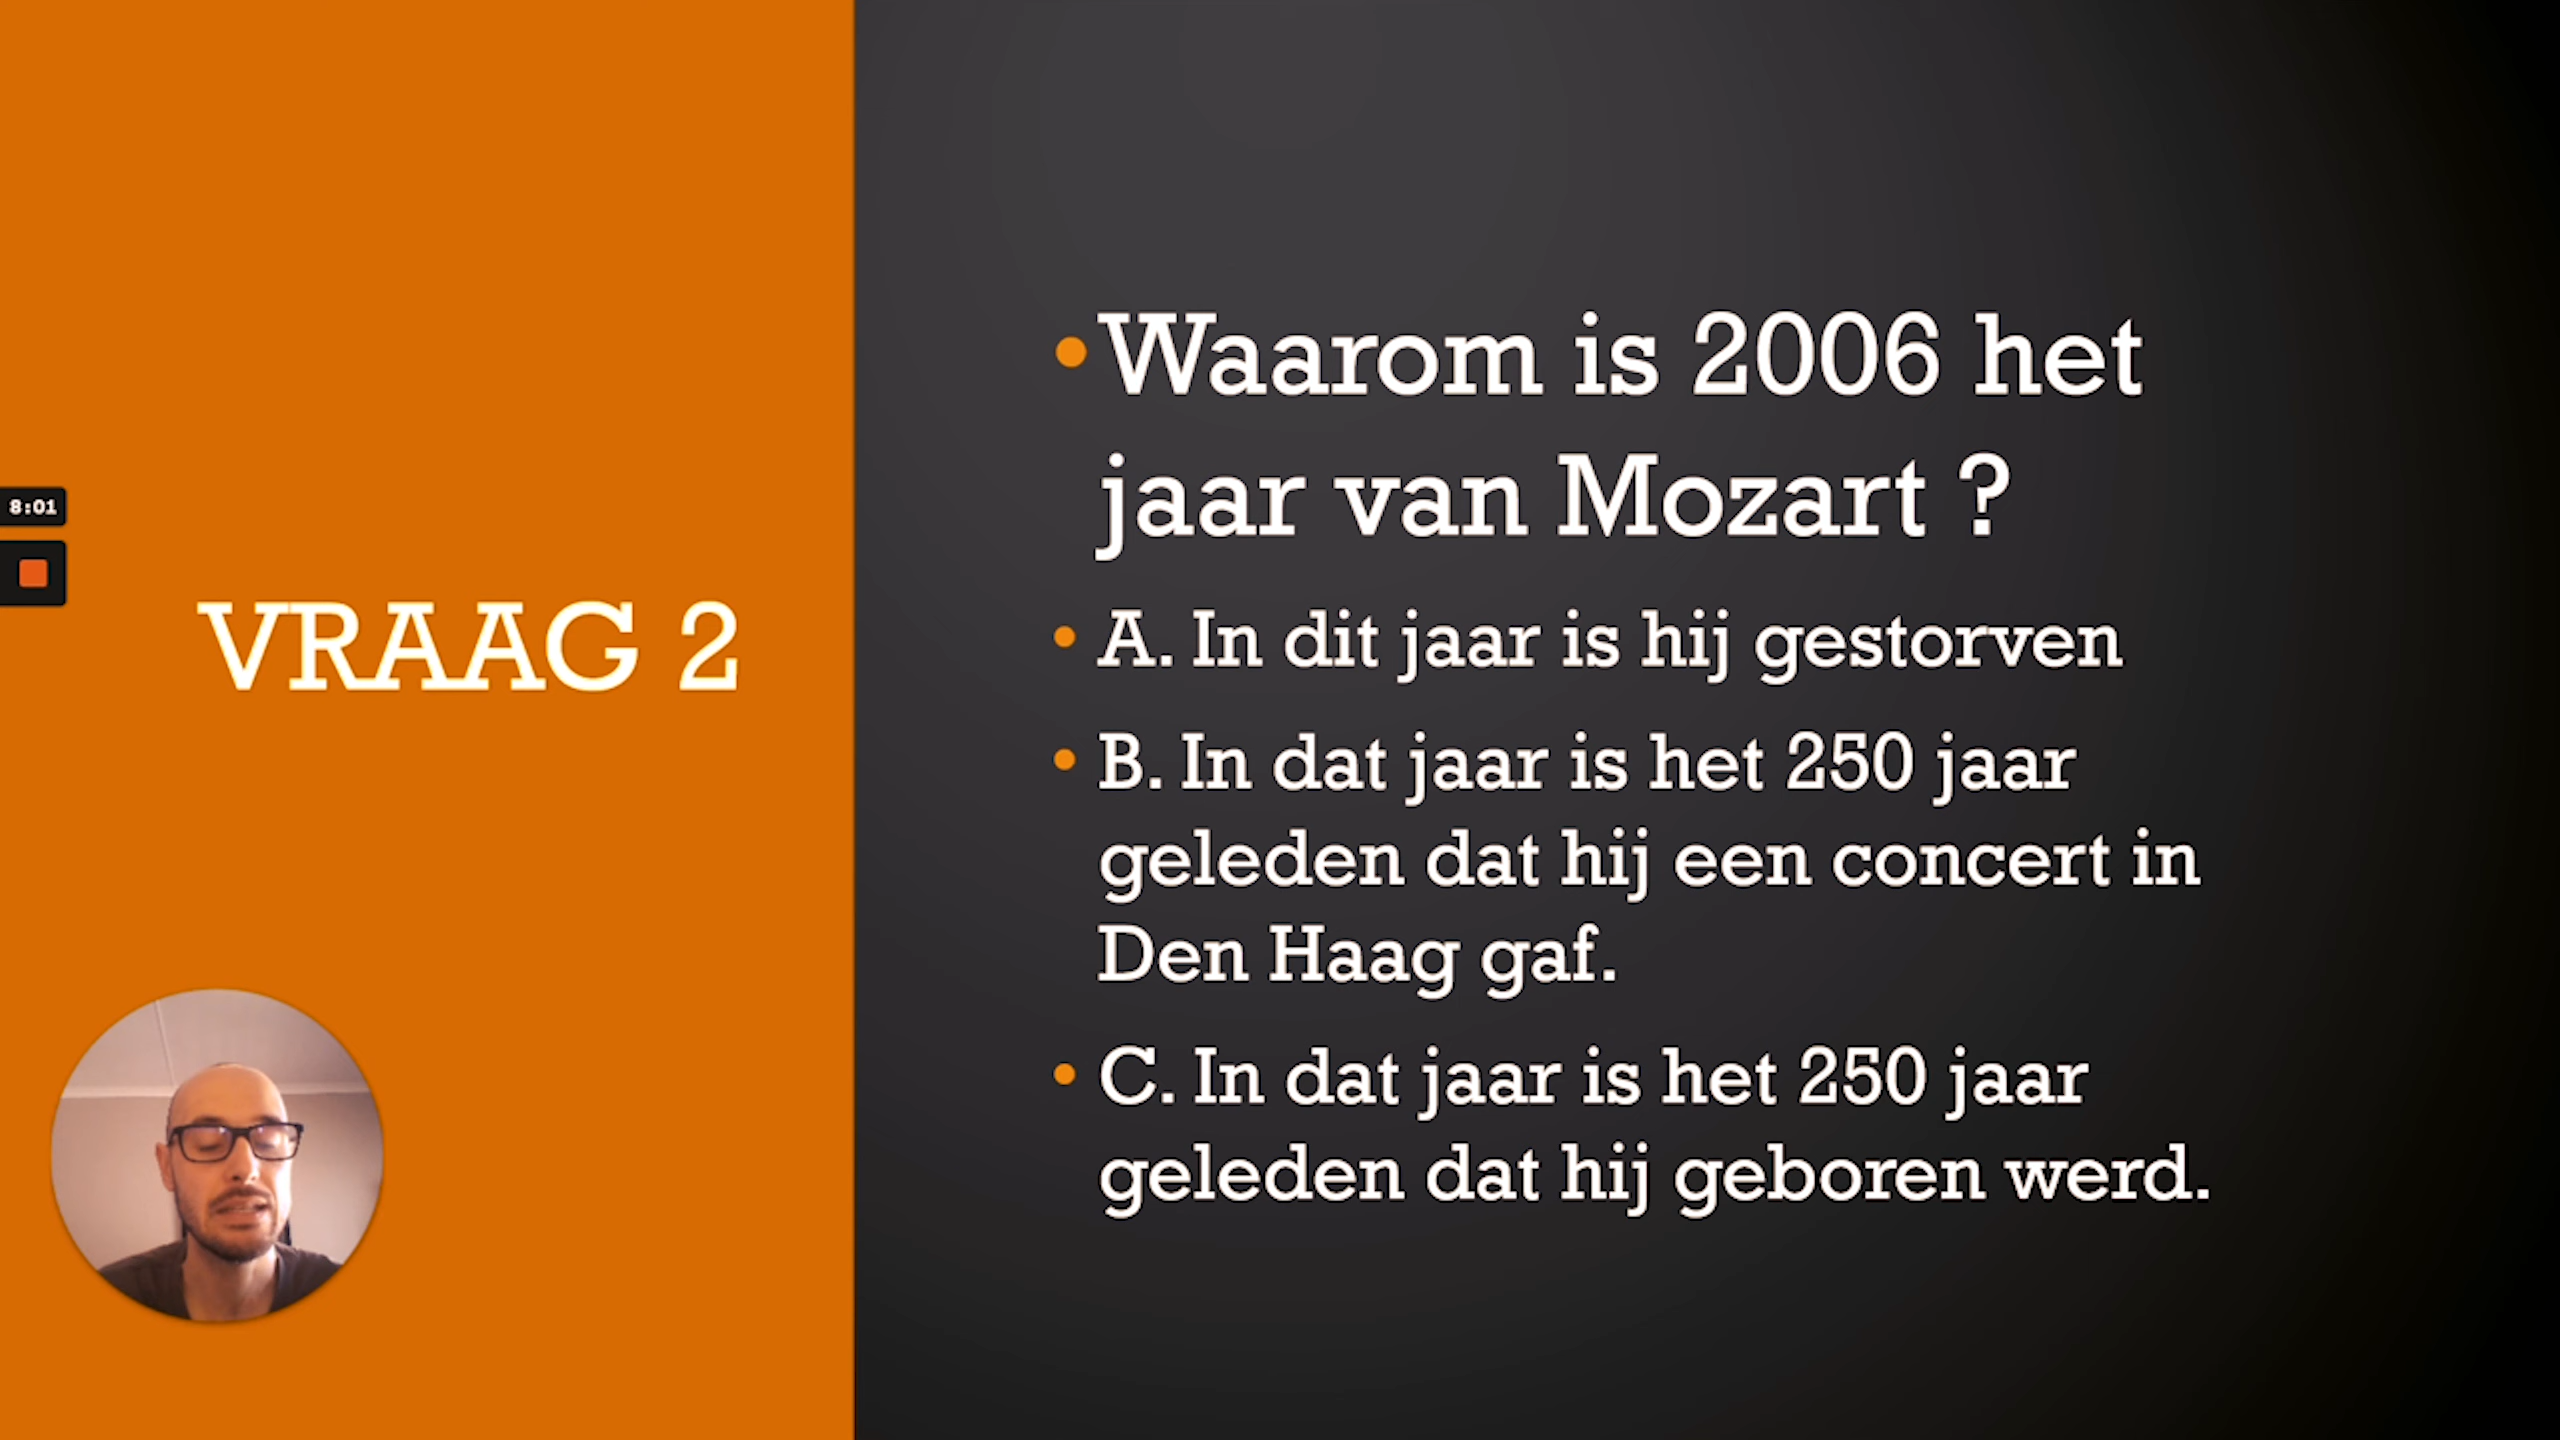 8:01
VRAAG 2
• Waarom is 2006 het
jaar van Mozart ?
• A. In dit jaar is hij gestorven
• B. In dat jaar is het 250 jaar
geleden dat hij een concert in
Den Haag gaf.
• C. In dat jaar is het 250 jaar
geleden dat hij geboren werd.